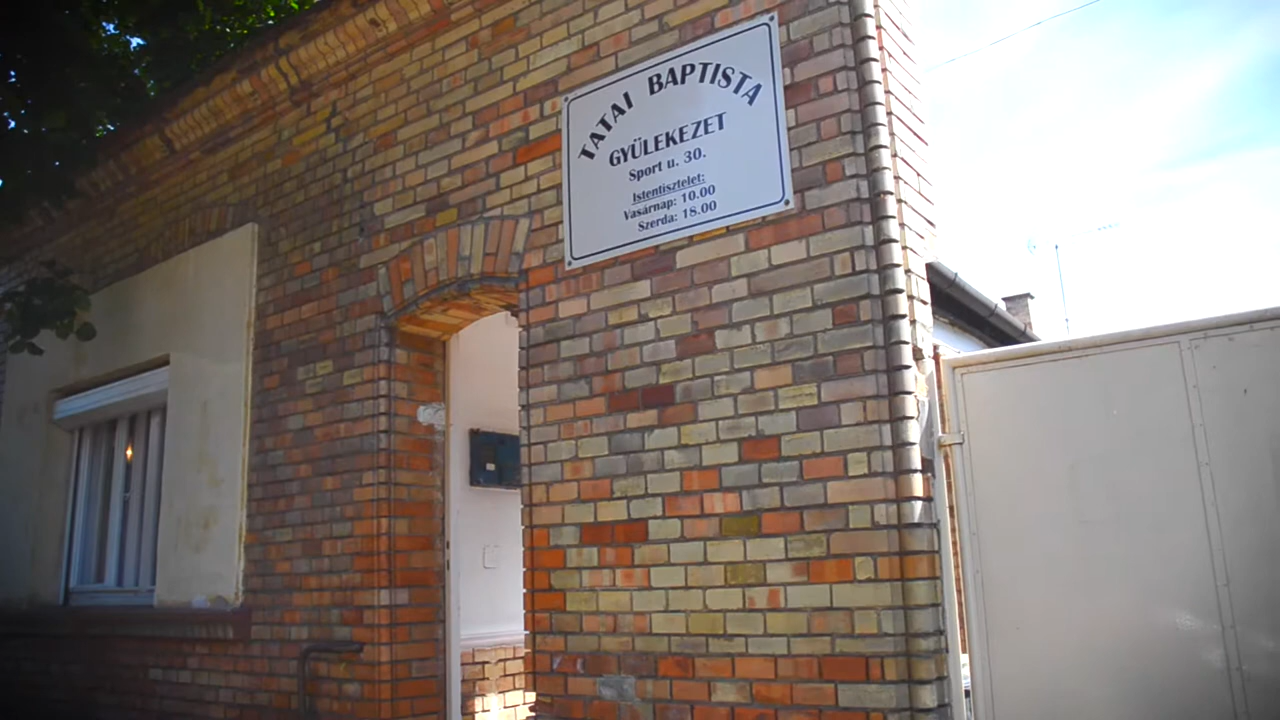 TATAI BAPTISTA
GYÜLEKEZET
Sport u. 30.
Istentisztelet:
Vasárnap: 10.00
Szerda: 18.00